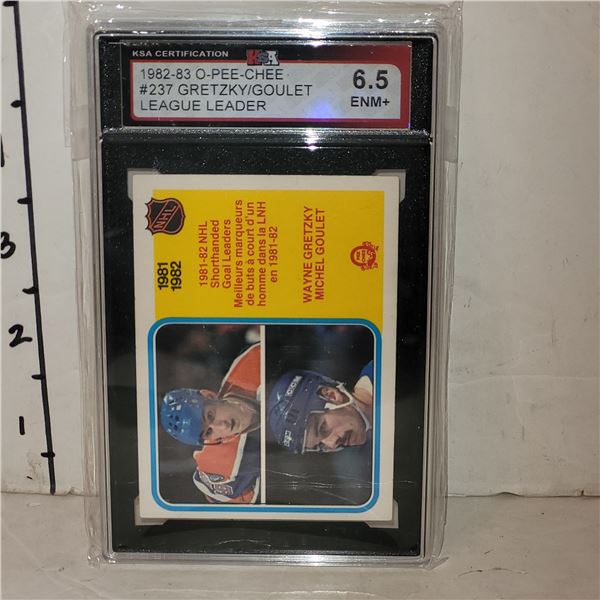 KSA CERTIFICATION
KSA
1982-83 O-PEE-CHEE
#237 GRETZKY/GOULET
LEAGUE LEADER
6.5
ENM+
NHL
1981
1982
1981-82 NHL
Shorthanded
Goal Leaders
Meilleurs marqueurs
de buts à court d'un
homme dans la LNH
en 1981-82
WAYNE GRETZKY
MICHEL GOULET
3
2
1